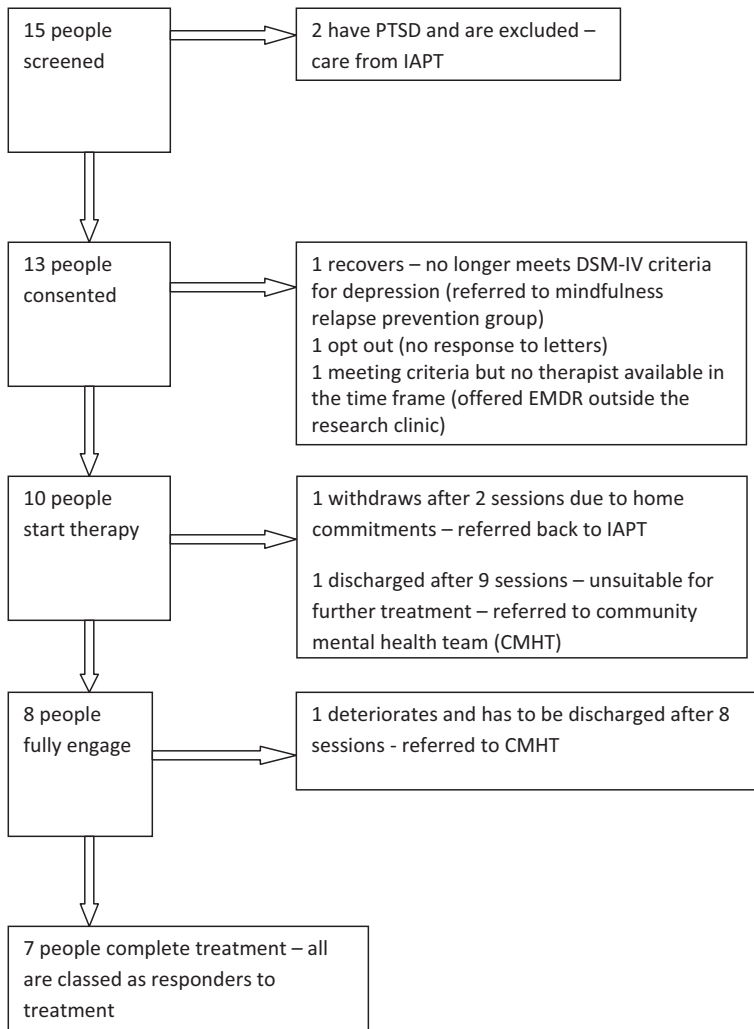 15 people
screened
2 have PTSD and are excluded –
care from IAPT
13 people
consented
1 recovers – no longer meets DSM-IV criteria
for depression (referred to mindfulness
relapse prevention group)
1 opt out (no response to letters)
1 meeting criteria but no therapist available in
the time frame (offered EMDR outside the
research clinic)
10 people
start therapy
1 withdraws after 2 sessions due to home
commitments – referred back to IAPT
1 discharged after 9 sessions – unsuitable for
further treatment – referred to community
mental health team (CMHT)
8 people
fully engage
1 deteriorates and has to be discharged after 8
sessions - referred to CMHT
7 people complete treatment – all
are classed as responders to
treatment